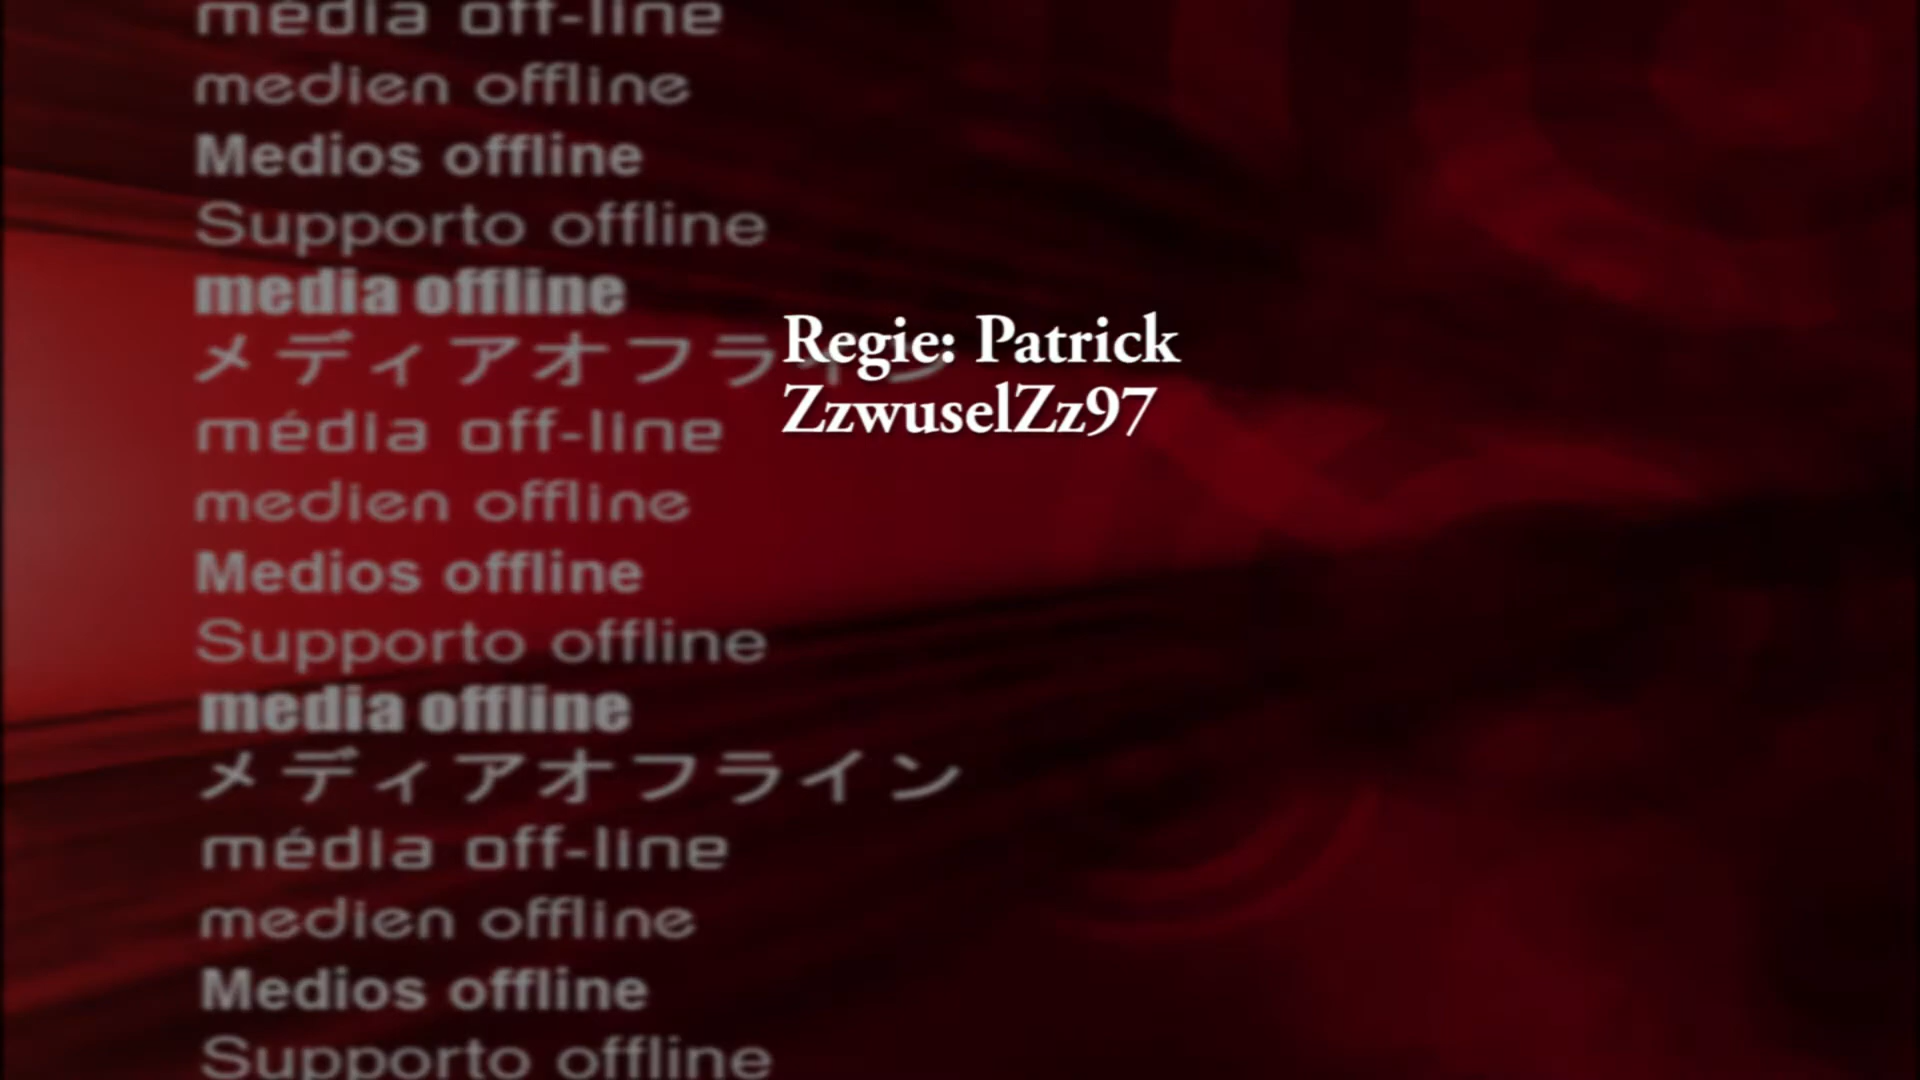 média off-line
medien offline
Medios offline
Supporto offline
media offline
メディアオフライン
Regie: Patrick
ZzwuselZz97
média off-line
medien offline
Medios offline
Supporto offline
media offline
メディアオフライン
média off-line
medien offline
Medios offline
Supporto offline